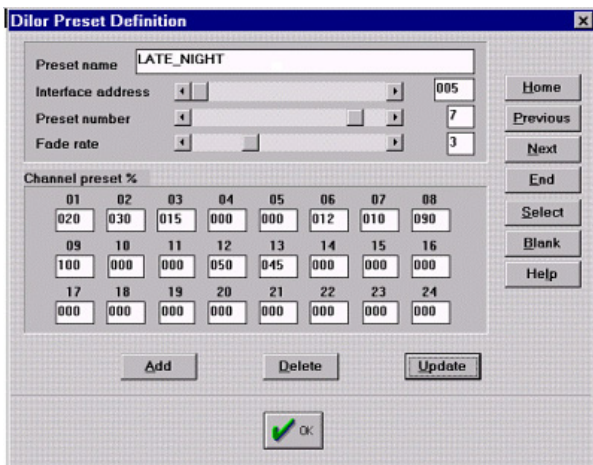 Dilor Preset Definition
Preset name LATE_NIGHT
Interface address 005
Preset number 7
Fade rate 3
Home
Previous
Next
End
Select
Blank
Help
Channel preset %
01 02 03 04 05 06 07 08
020 030 015 000 000 012 010 090
09 10 11 12 13 14 15 16
100 000 000 050 045 000 000 000
17 18 19 20 21 22 23 24
000 000 000 000 000 000 000 000
Add Delete Update
OK